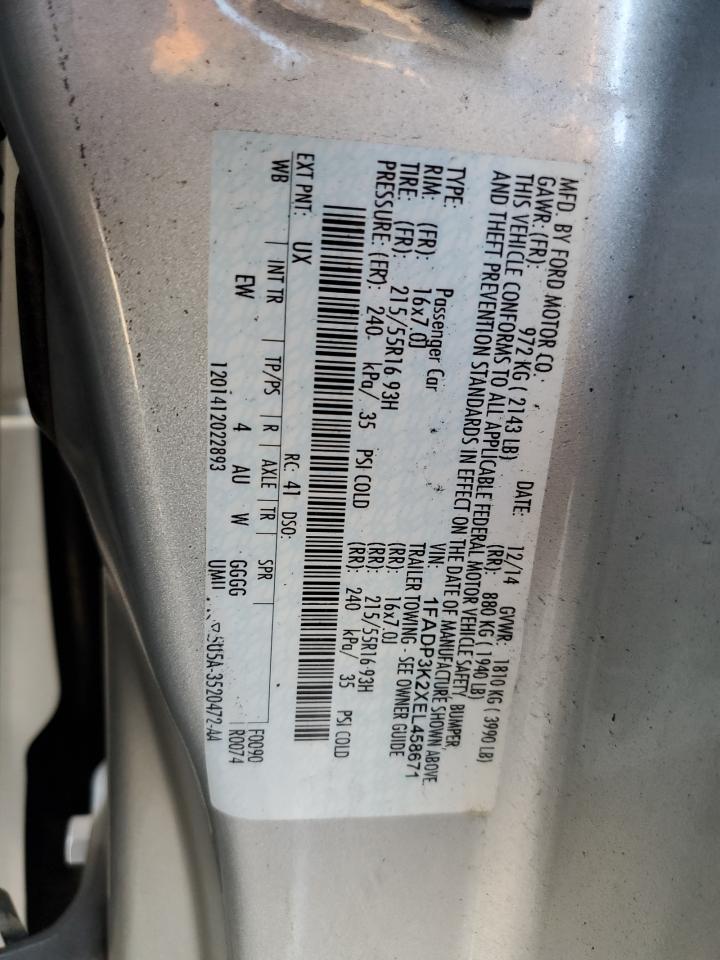 MFD. BY FORD MOTOR CO. DATE: 12/14 GVWR: 1810 KG ( 3990 LB)
GAWR: (FR): 972 KG ( 2143 LB) (RR): 880 KG ( 1940 LB)
THIS VEHICLE CONFORMS TO ALL APPLICABLE FEDERAL MOTOR VEHICLE SAFETY, BUMPER,
AND THEFT PREVENTION STANDARDS IN EFFECT ON THE DATE OF MANUFACTURE SHOWN ABOVE.
VIN: 1FADP3K2XEL458671
TYPE: Passenger Car TRAILER TOWING - SEE OWNER GUIDE
RIM: (FR): 16x7.0J (RR): 16x7.0J
TIRE: (FR): 215/55R16 93H (RR): 215/55R16 93H
PRESSURE: (FR): 240 kPa/ 35 PSI COLD (RR): 240 kPa/ 35 PSI COLD
EXT PNT: UX RC: 41 DSO:
WB INT TR TP/PS R AXLE TR SPR F0090
EW 4 AU W GGGG R0074
1201412022893 5U5A-3520472-AA